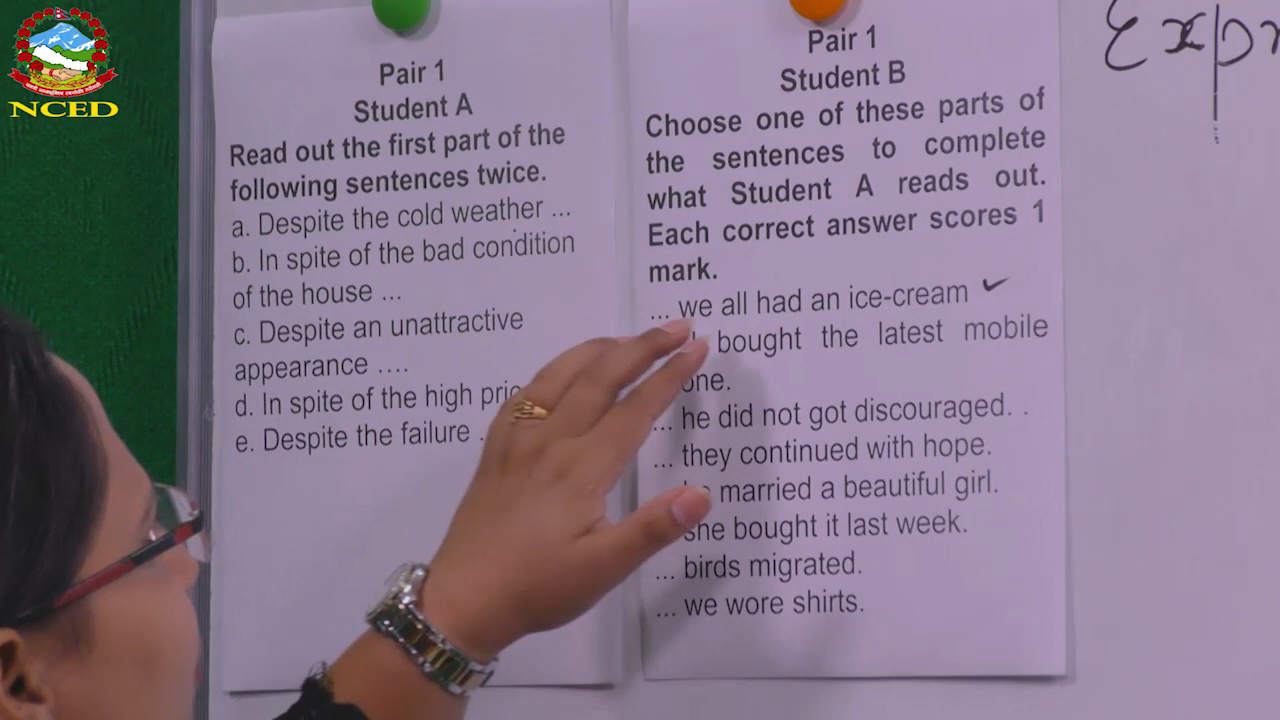 NCED
Pair 1
Student A
Read out the first part of the
following sentences twice.
a. Despite the cold weather ...
b. In spite of the bad condition
of the house ...
c. Despite an unattractive
appearance ....
d. In spite of the high
e. Despite the failure .
Pair 1
Student B
Choose one of these parts of
the sentences to complete
what Student A reads out.
Each correct answer scores 1
mark.
... we all had an ice-cream ✓
bought the latest mobile
one.
... he did not got discouraged. .
... they continued with hope.
married a beautiful girl.
she bought it last week.
... birds migrated.
... we wore shirts.
Exp